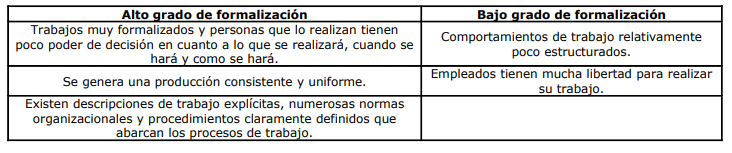 Alto grado de formalización
Bajo grado de formalización
Trabajos muy formalizados y personas que lo realizan tienen
poco poder de decisión en cuanto a lo que se realizará, cuando se
hará y como se hará.
Comportamientos de trabajo relativamente
poco estructurados.
Se genera una producción consistente y uniforme.
Empleados tienen mucha libertad para realizar
su trabajo.
Existen descripciones de trabajo explícitas, numerosas normas
organizacionales y procedimientos claramente definidos que
abarcan los procesos de trabajo.